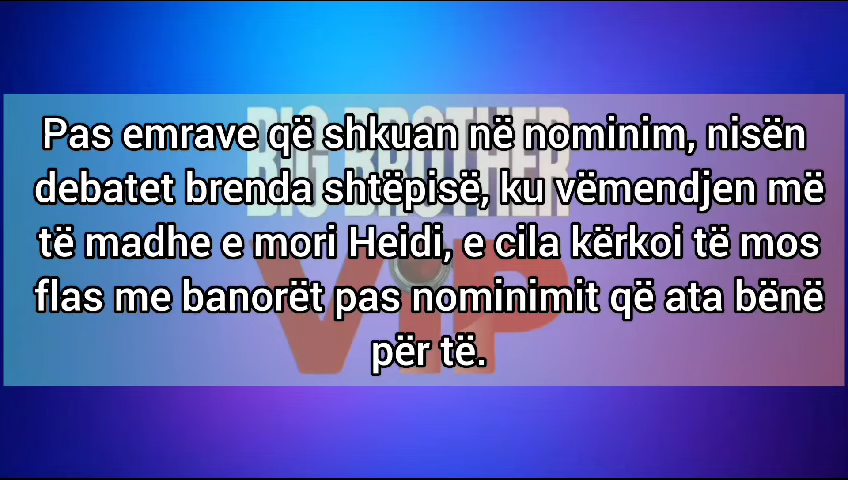 Pas emrave që shkuan në nominim, nisën
debatet brenda shtëpisë, ku vëmendjen më
të madhe e mori Heidi, e cila kërkoi të mos
flas me banorët pas nominimit që ata bënë
për të.
BIG BROTHER
VIP